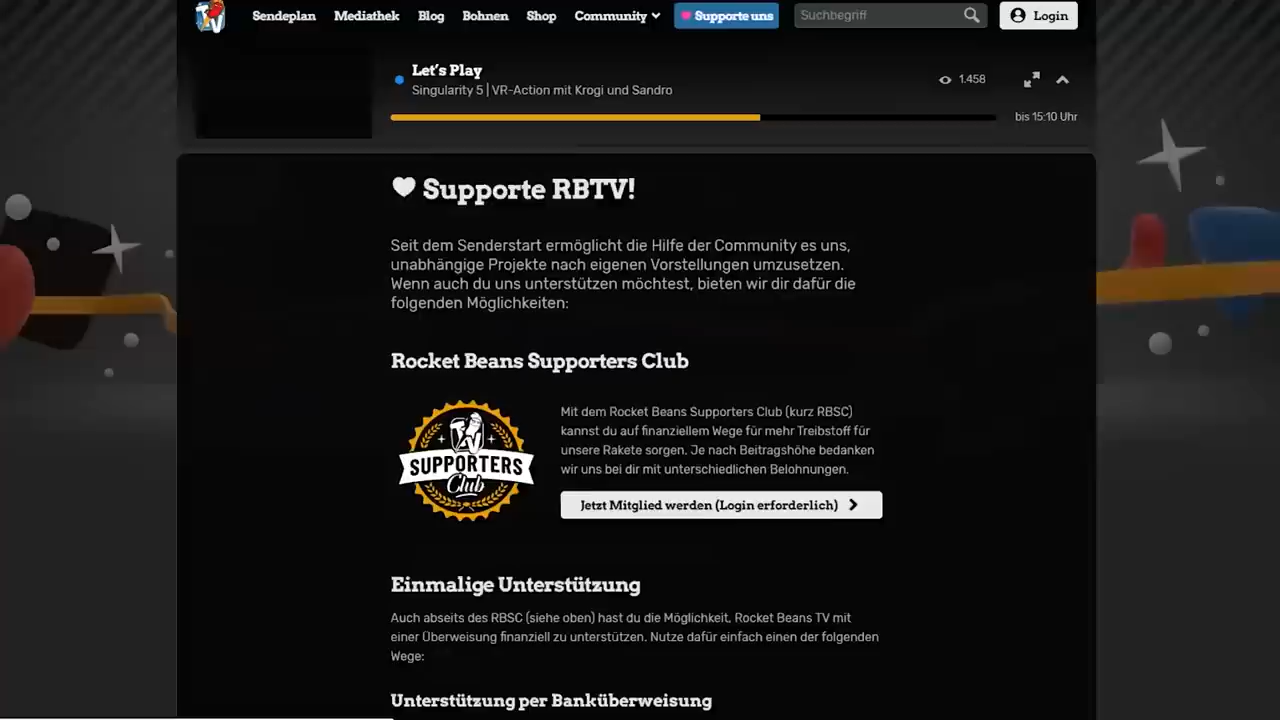 Sendeplan Mediathek Blog Bohnen Shop Community Supporte uns Suchbegriff Login
Let's Play
Singularity 5 | VR-Action mit Krogi und Sandro
1.458
bis 15:10 Uhr
Supporte RBTV!
Seit dem Senderstart ermöglicht die Hilfe der Community es uns,
unabhängige Projekte nach eigenen Vorstellungen umzusetzen.
Wenn auch du uns unterstützen möchtest, bieten wir dir dafür die
folgenden Möglichkeiten:
Rocket Beans Supporters Club
TV
SUPPORTERS
Club
Mit dem Rocket Beans Supporters Club (kurz RBSC)
kannst du auf finanziellem Wege für mehr Treibstoff für
unsere Rakete sorgen. Je nach Beitragshöhe bedanken
wir uns bei dir mit unterschiedlichen Belohnungen.
Jetzt Mitglied werden (Login erforderlich)
Einmalige Unterstützung
Auch abseits des RBSC (siehe oben) hast du die Möglichkeit, Rocket Beans TV mit
einer Überweisung finanziell zu unterstützen. Nutze dafür einfach einen der folgenden
Wege:
Unterstützung per Banküberweisung